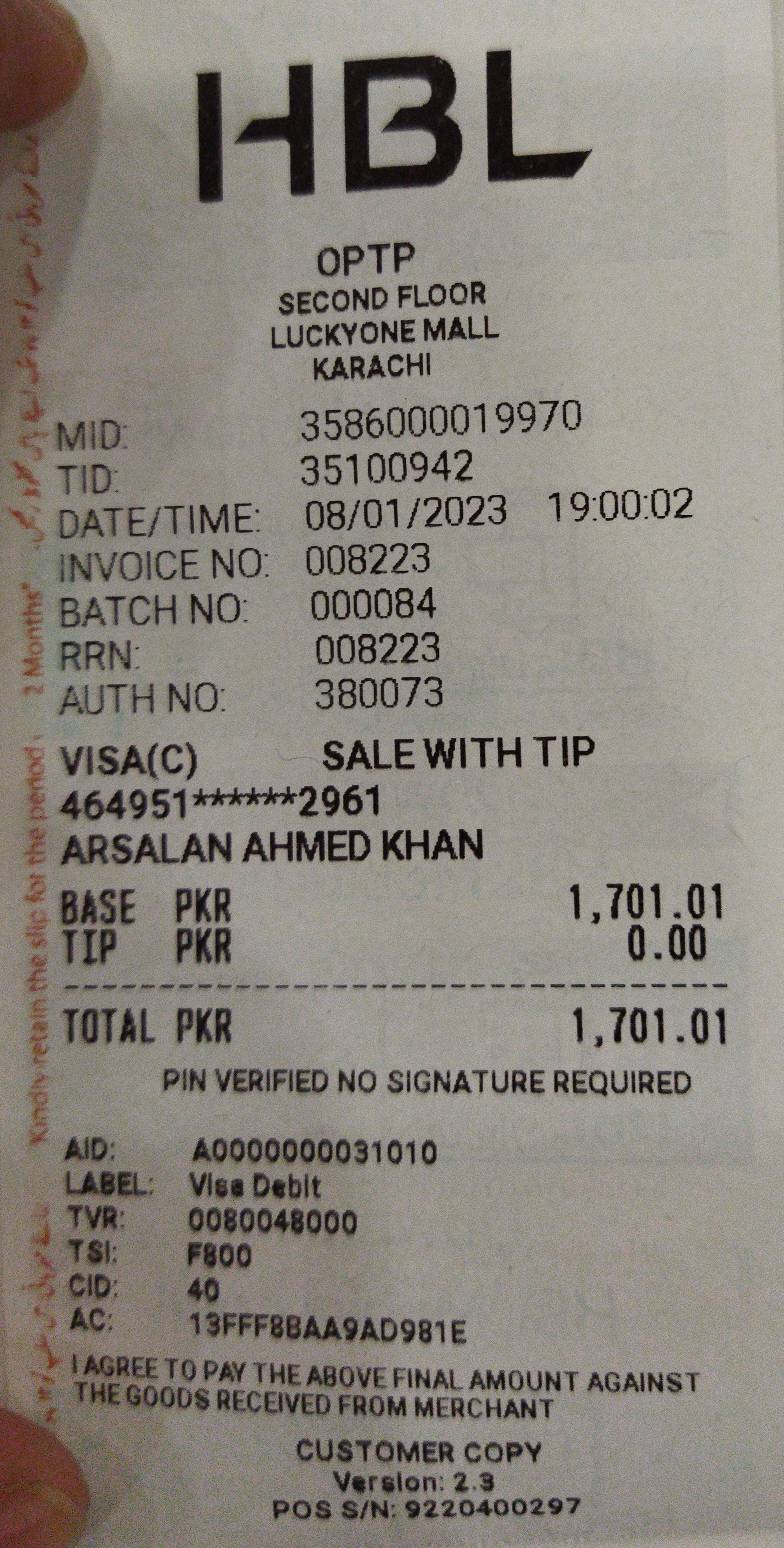 HBL
OPTP
SECOND FLOOR
LUCKYONE MALL
KARACHI
MID: 3586000019970
TID: 35100942
DATE/TIME: 08/01/2023 19:00:02
INVOICE NO: 008223
BATCH NO: 000084
RRN: 008223
AUTH NO: 380073
VISA(C) SALE WITH TIP
464951******2961
ARSALAN AHMED KHAN
BASE PKR 1,701.01
TIP PKR 0.00
TOTAL PKR 1,701.01
PIN VERIFIED NO SIGNATURE REQUIRED
AID: A0000000031010
LABEL: Visa Debit
TVR: 0080048000
TSI: F800
CID: 40
AC: 13FFF8BAA9AD981E
I AGREE TO PAY THE ABOVE FINAL AMOUNT AGAINST
THE GOODS RECEIVED FROM MERCHANT
CUSTOMER COPY
Version: 2.3
POS S/N: 9220400297
Kindly retain the slip for the period 2 Months"